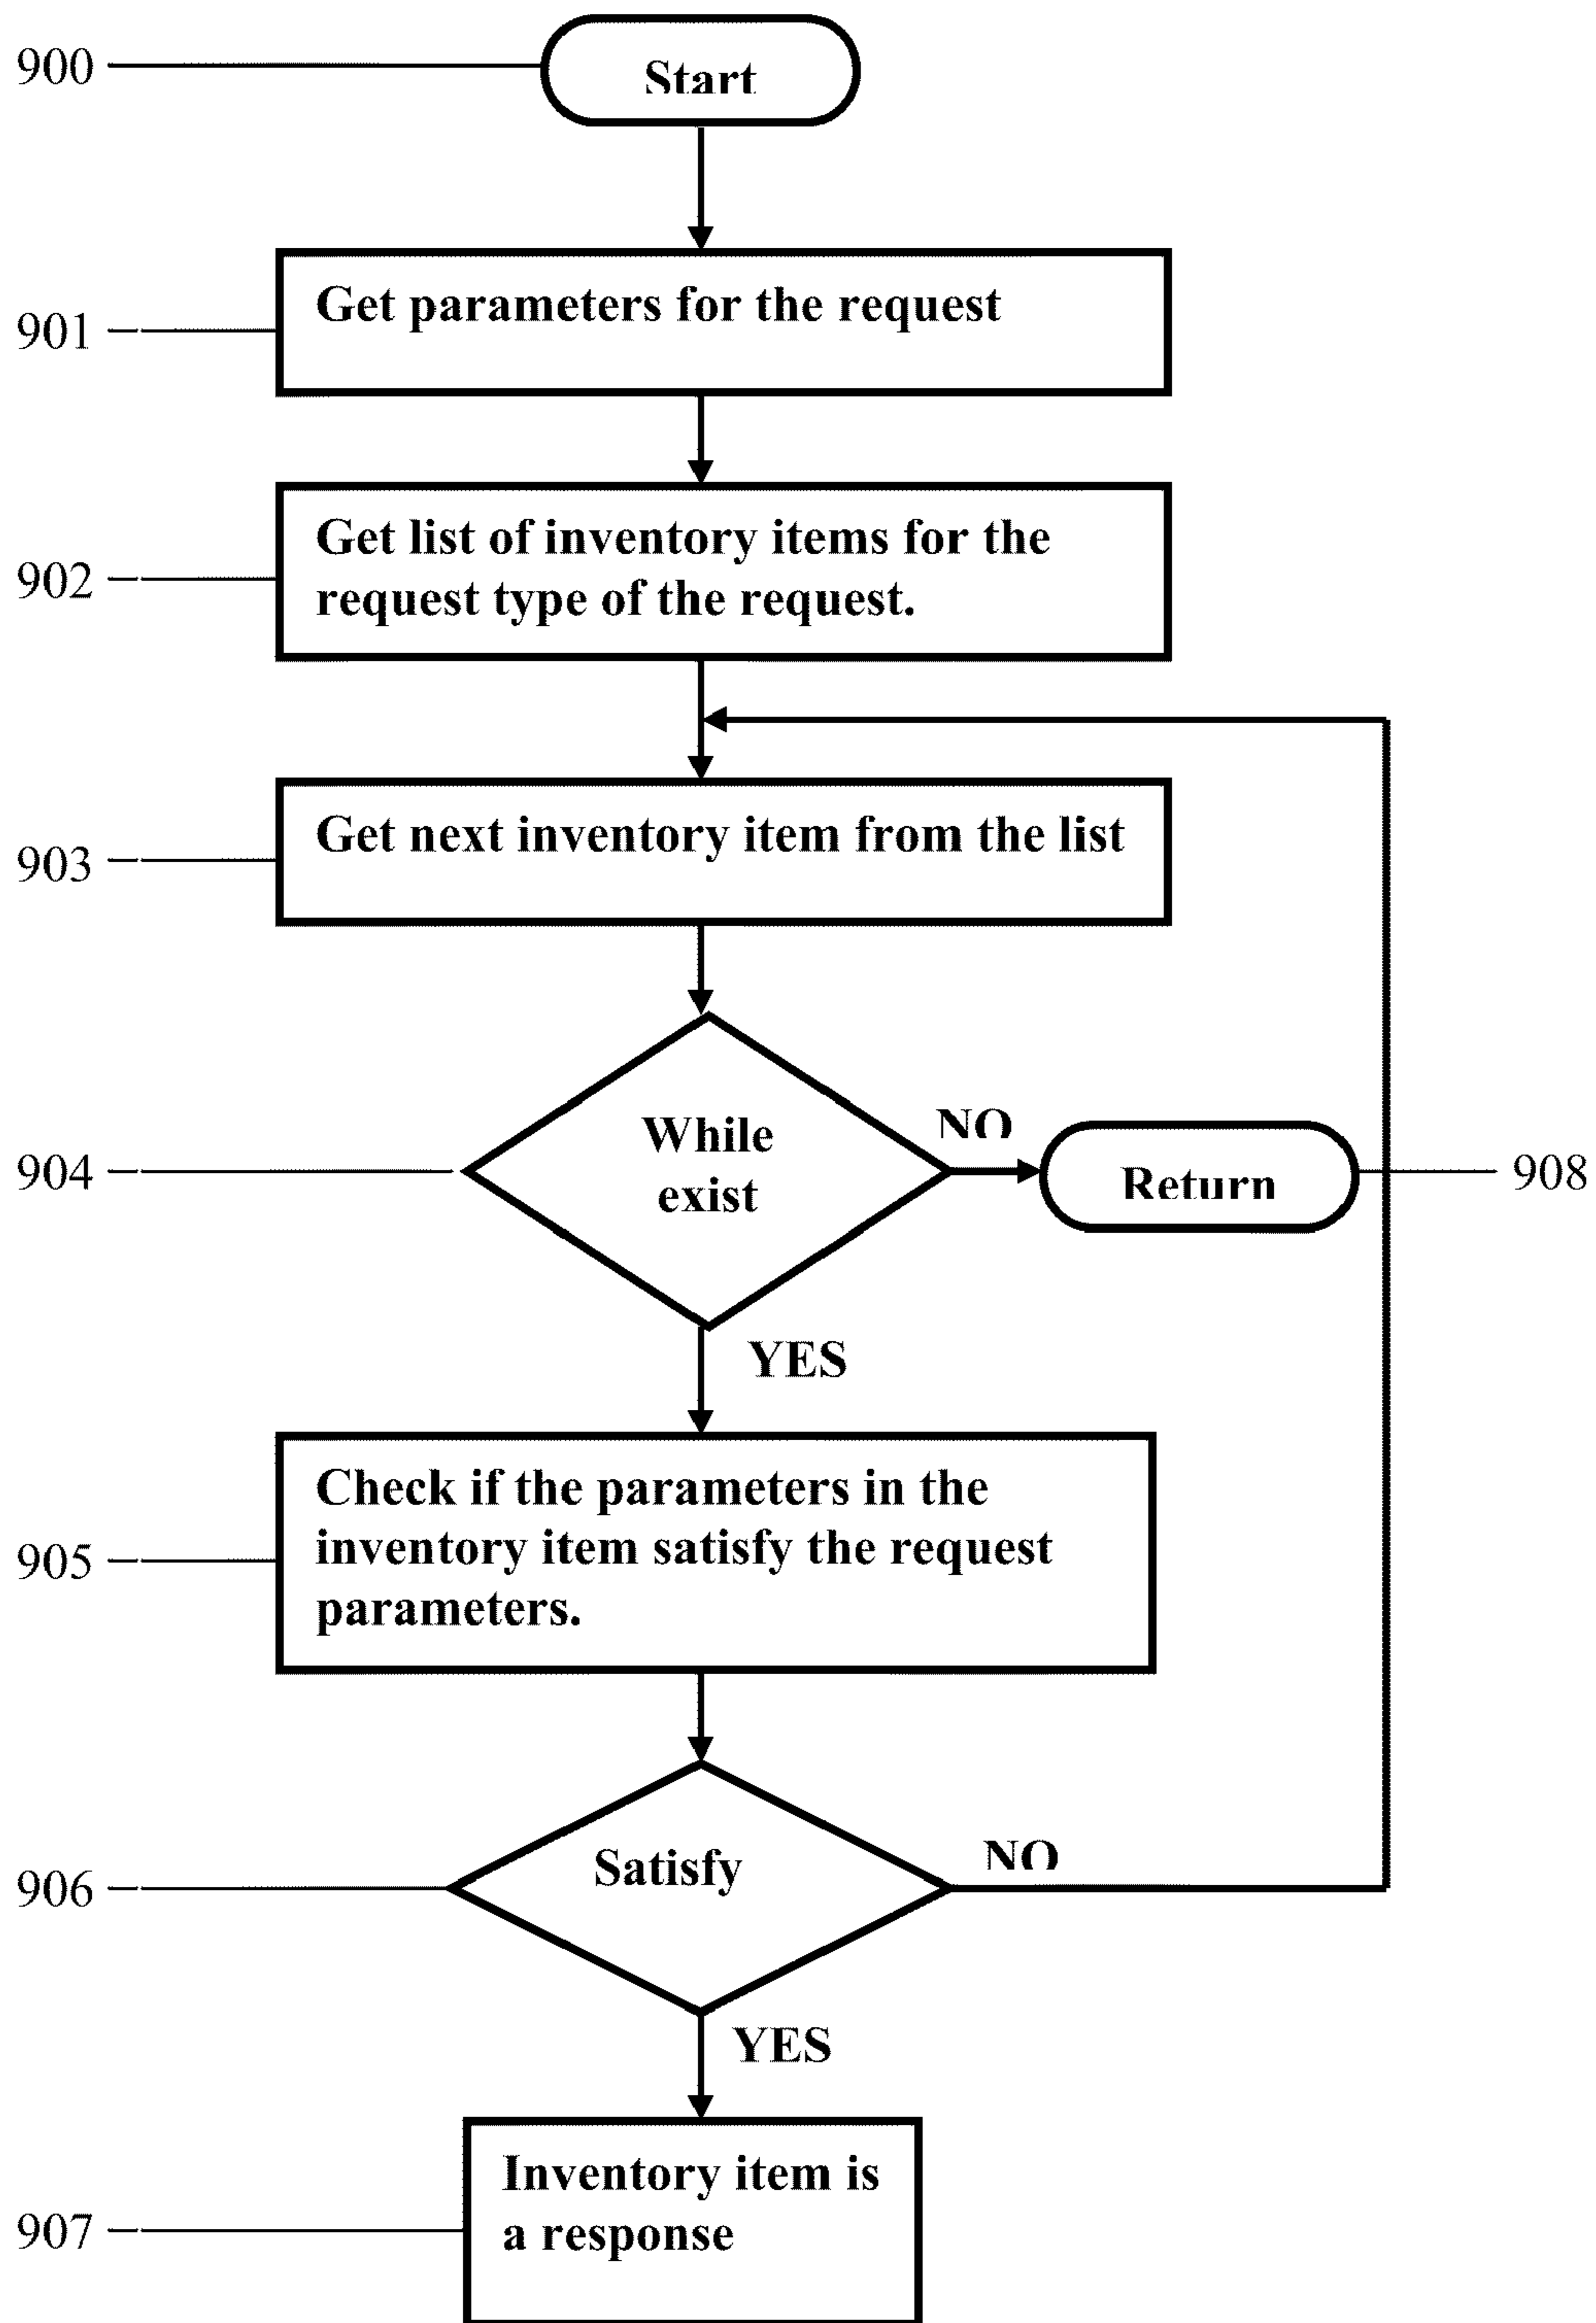 900
Start
901
Get parameters for the request
902
Get list of inventory items for the
request type of the request.
903
Get next inventory item from the list
904
While
exist
NO
Return
908
YES
905
Check if the parameters in the
inventory item satisfy the request
parameters.
906
Satisfy
NO
YES
907
Inventory item is
a response